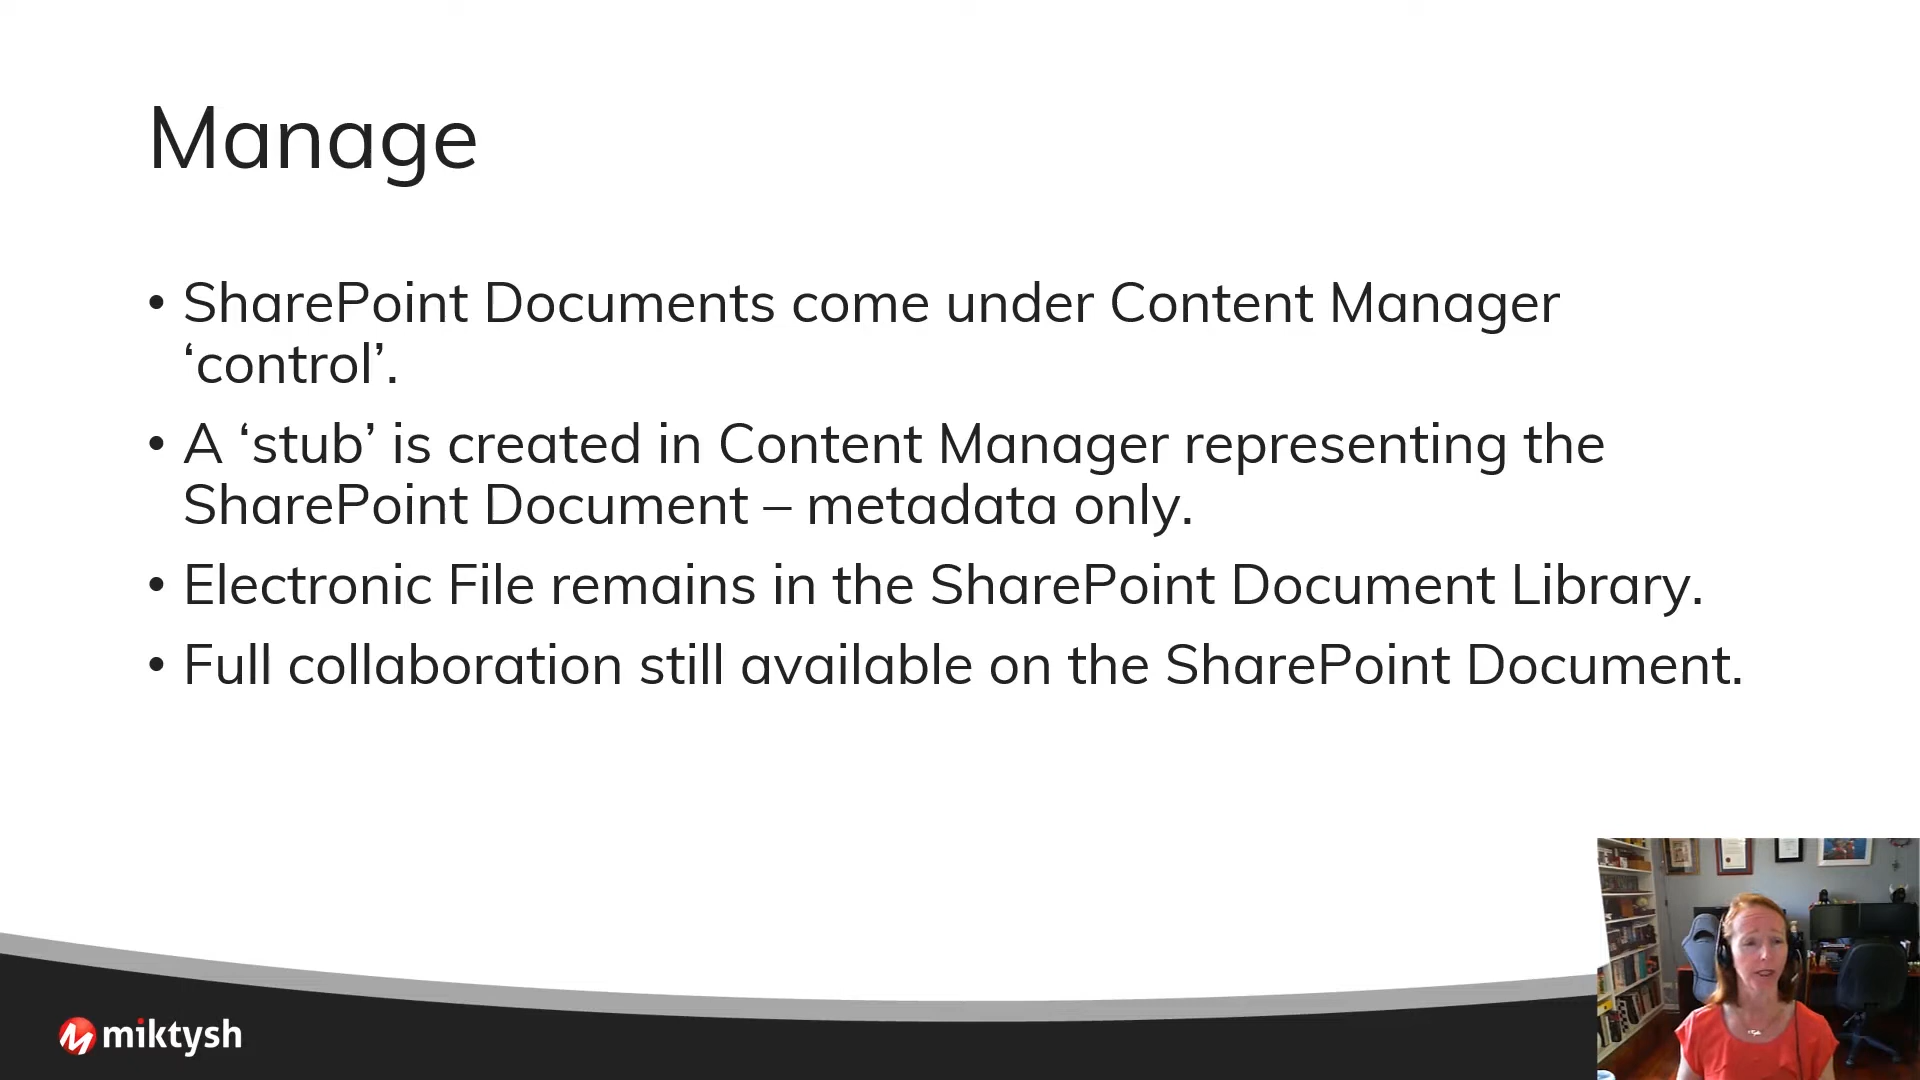 Manage
• SharePoint Documents come under Content Manager
‘control’.
• A ‘stub’ is created in Content Manager representing the
SharePoint Document – metadata only.
• Electronic File remains in the SharePoint Document Library.
• Full collaboration still available on the SharePoint Document.
miktysh